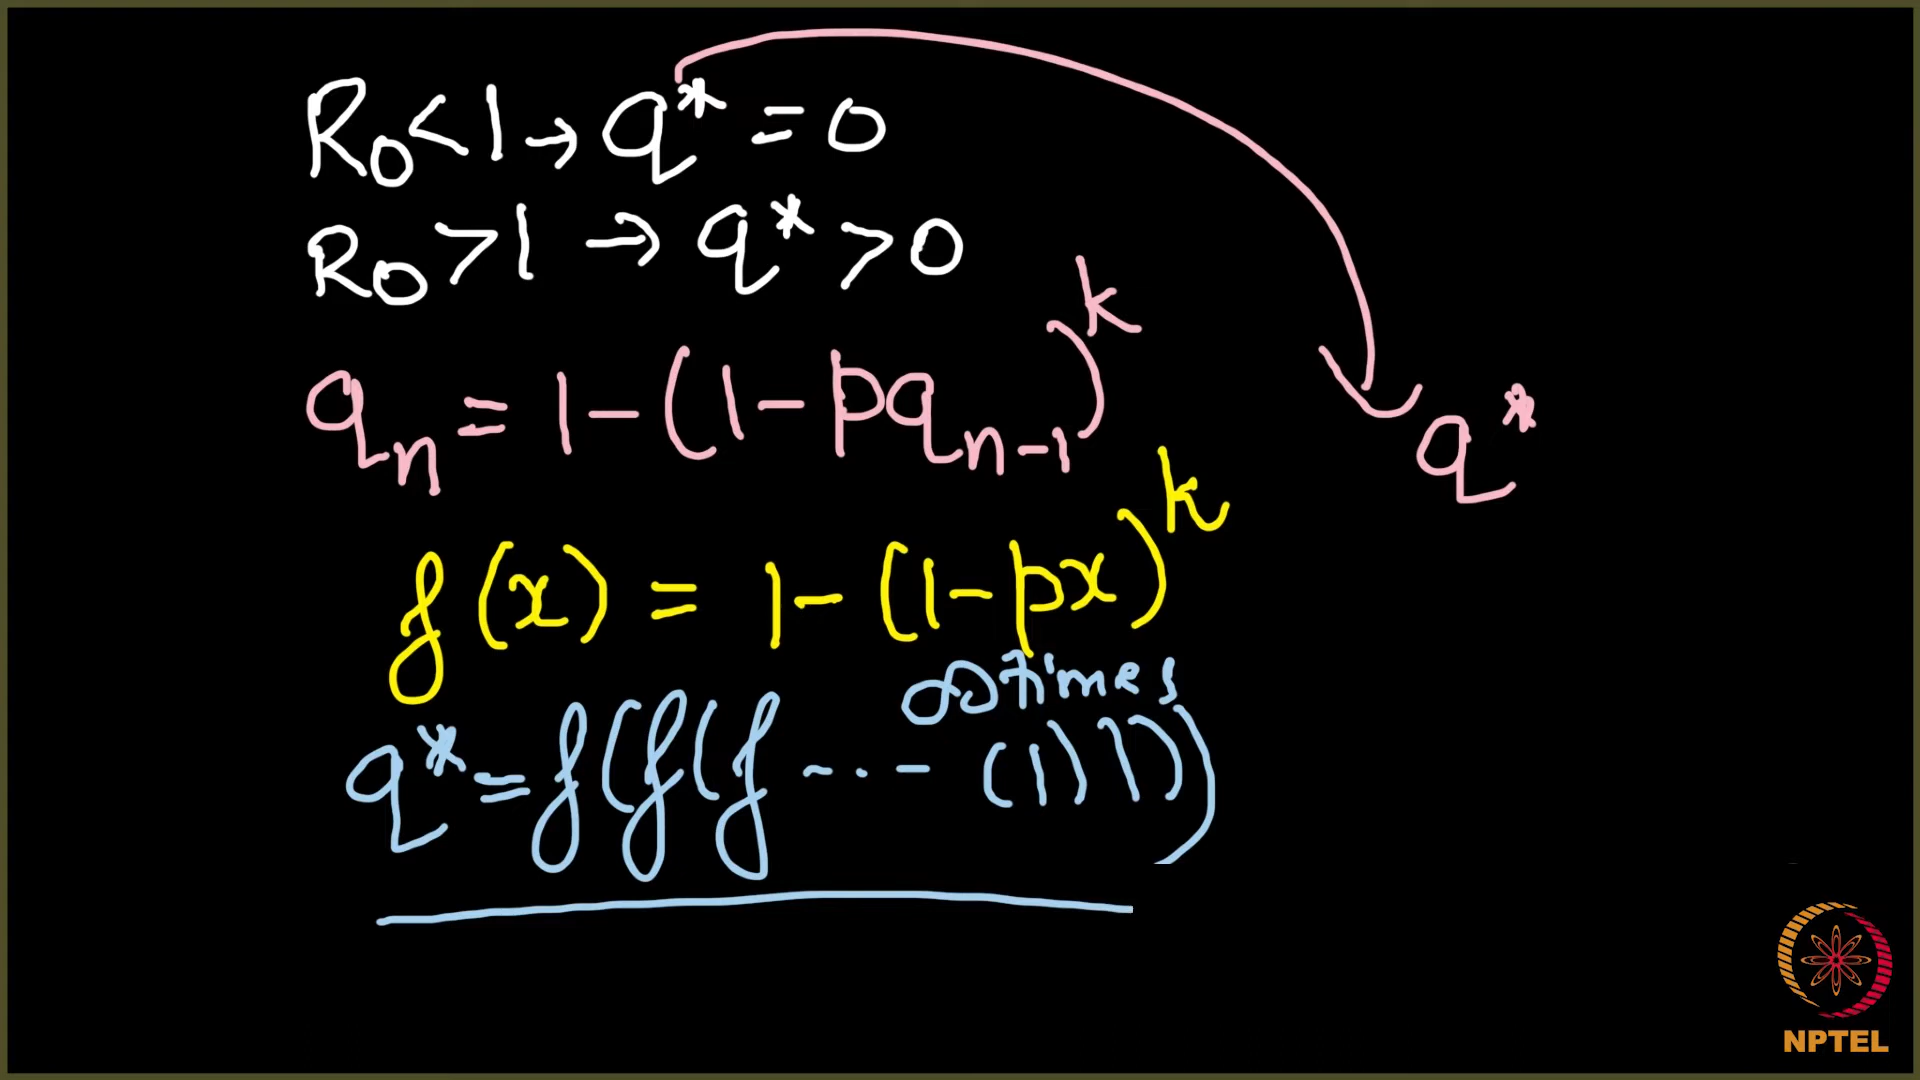 R₀<1→q*=0
R₀>1→q*>0
qₙ=1-(1-pqₙ₋₁)ᵏ
q*
f(x)=1-(1-px)ᵏ
∞ times
q*=f(f(f-..-(1))))
NPTEL